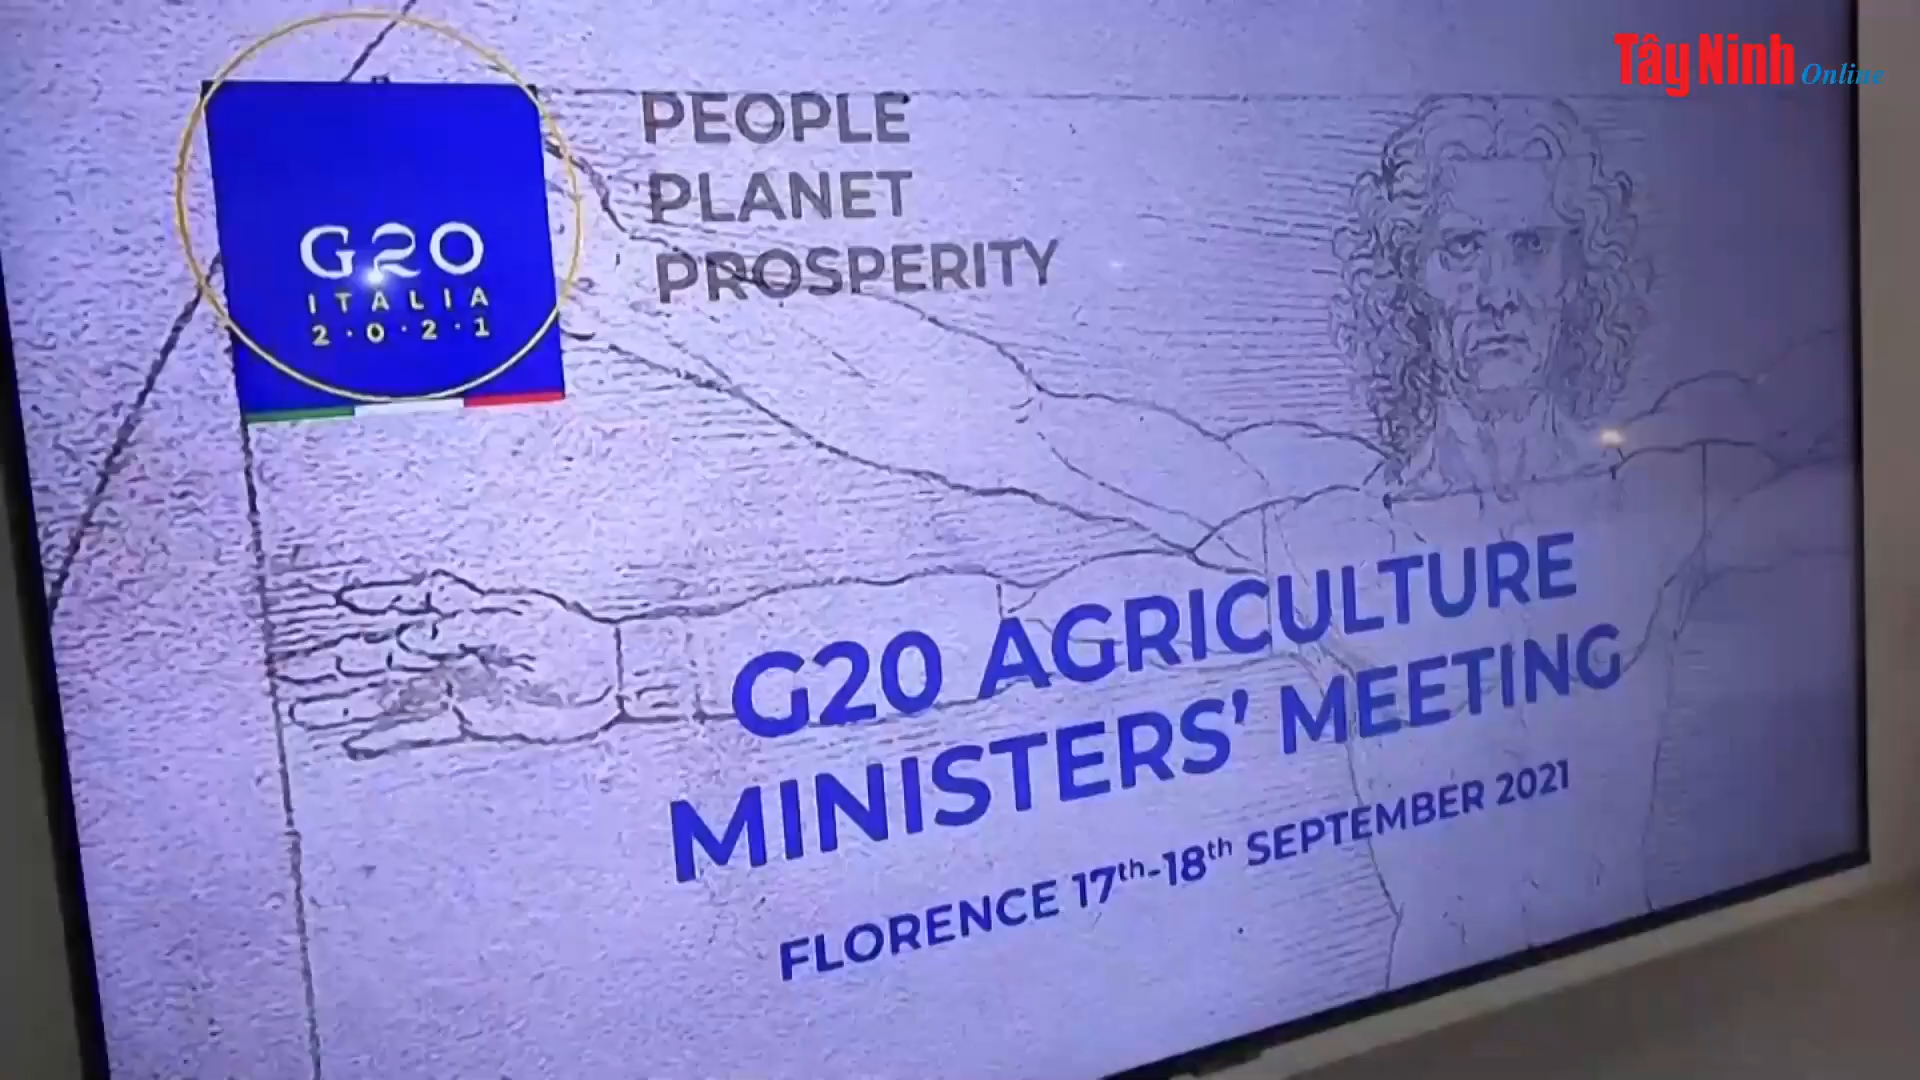 Tây Ninh Online
PEOPLE
PLANET
PROSPERITY
G20
ITALIA
2·0·2·1
G20 AGRICULTURE
MINISTERS’ MEETING
FLORENCE 17th-18th SEPTEMBER 2021